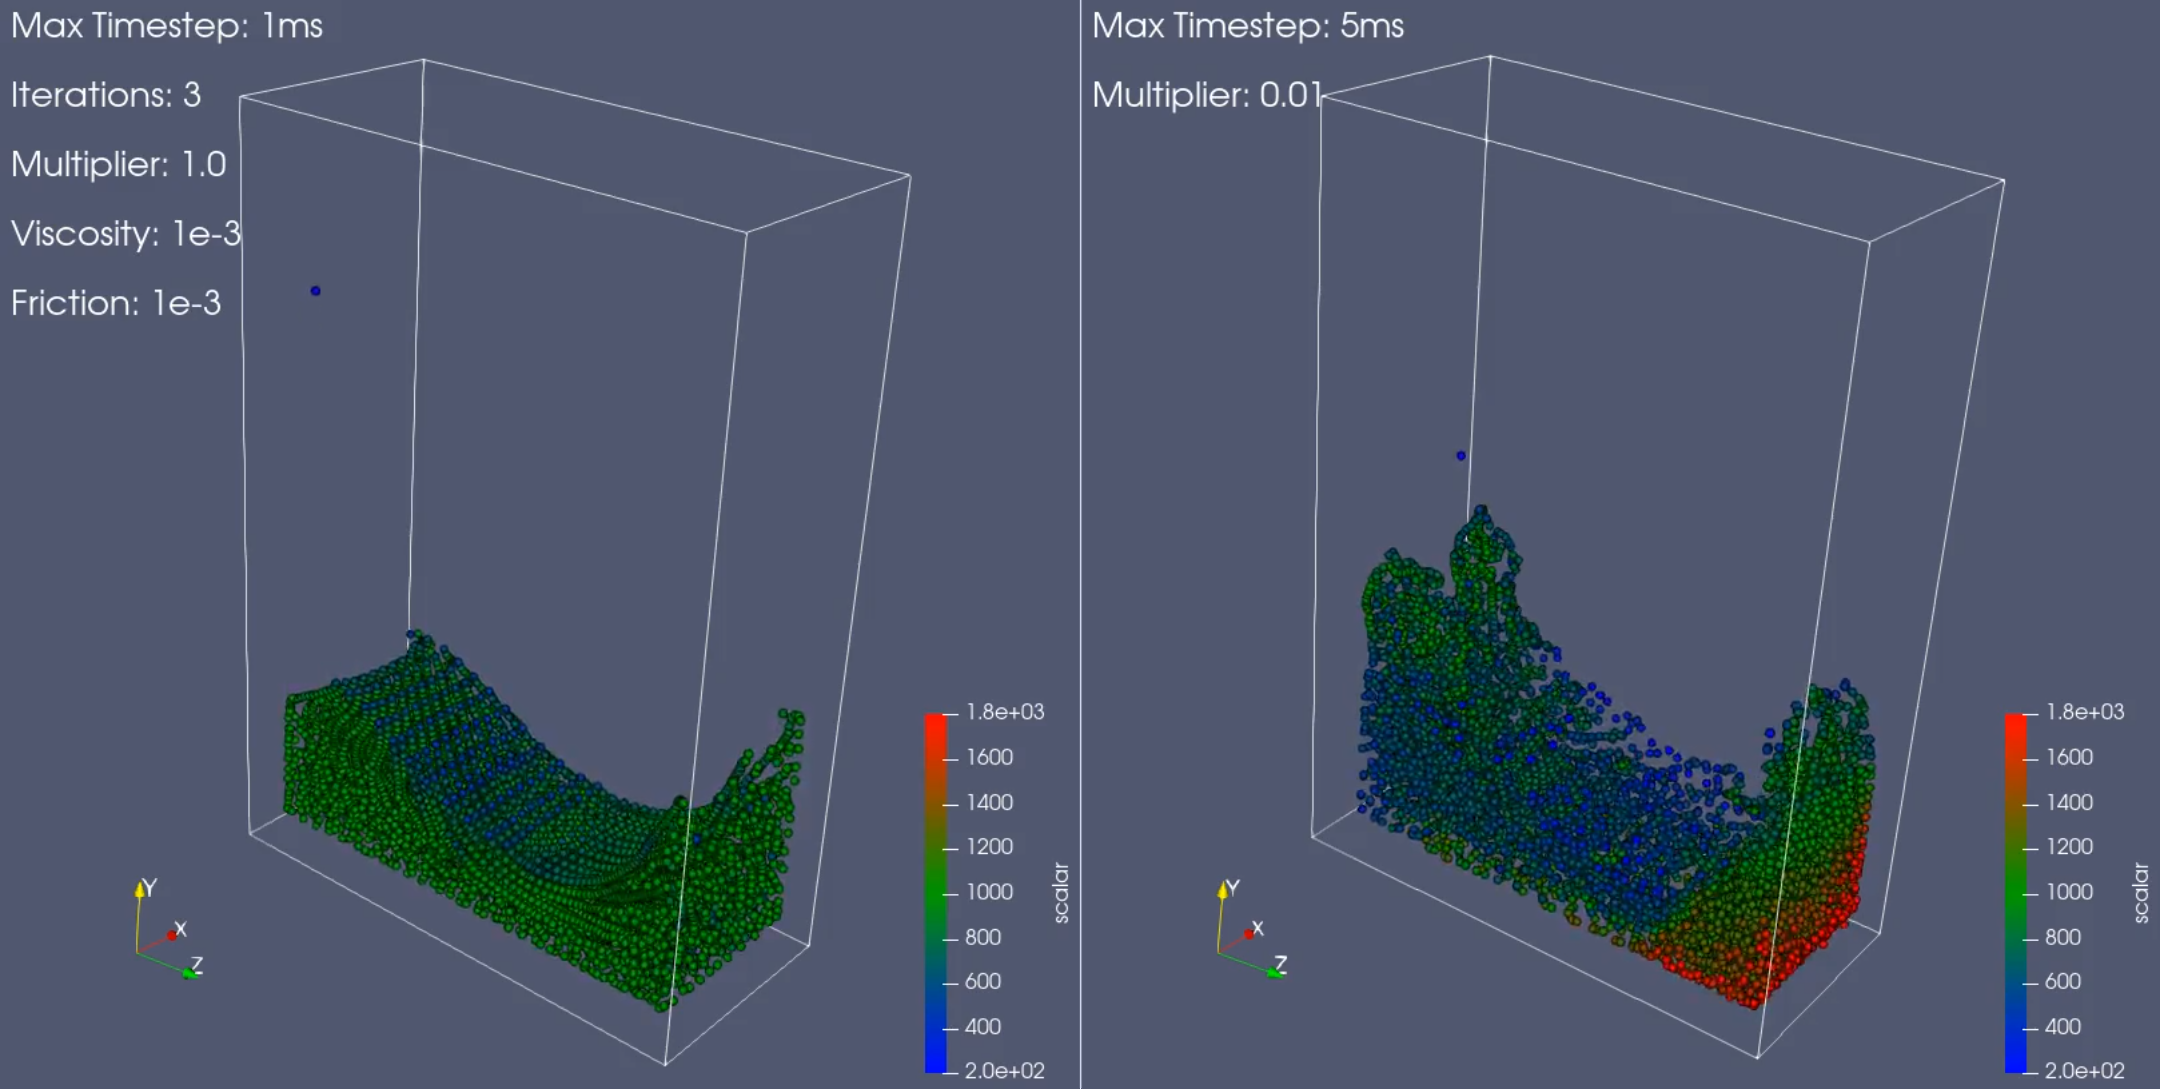 Max Timestep: 1ms
Iterations: 3
Multiplier: 1.0
Viscosity: 1e-3
Friction: 1e-3
1.8e+03
1600
1400
1200
1000
800
600
400
2.0e+02
scalar
Y
X
Z
Max Timestep: 5ms
Multiplier: 0.01
1.8e+03
1600
1400
1200
1000
800
600
400
2.0e+02
scalar
Y
X
Z